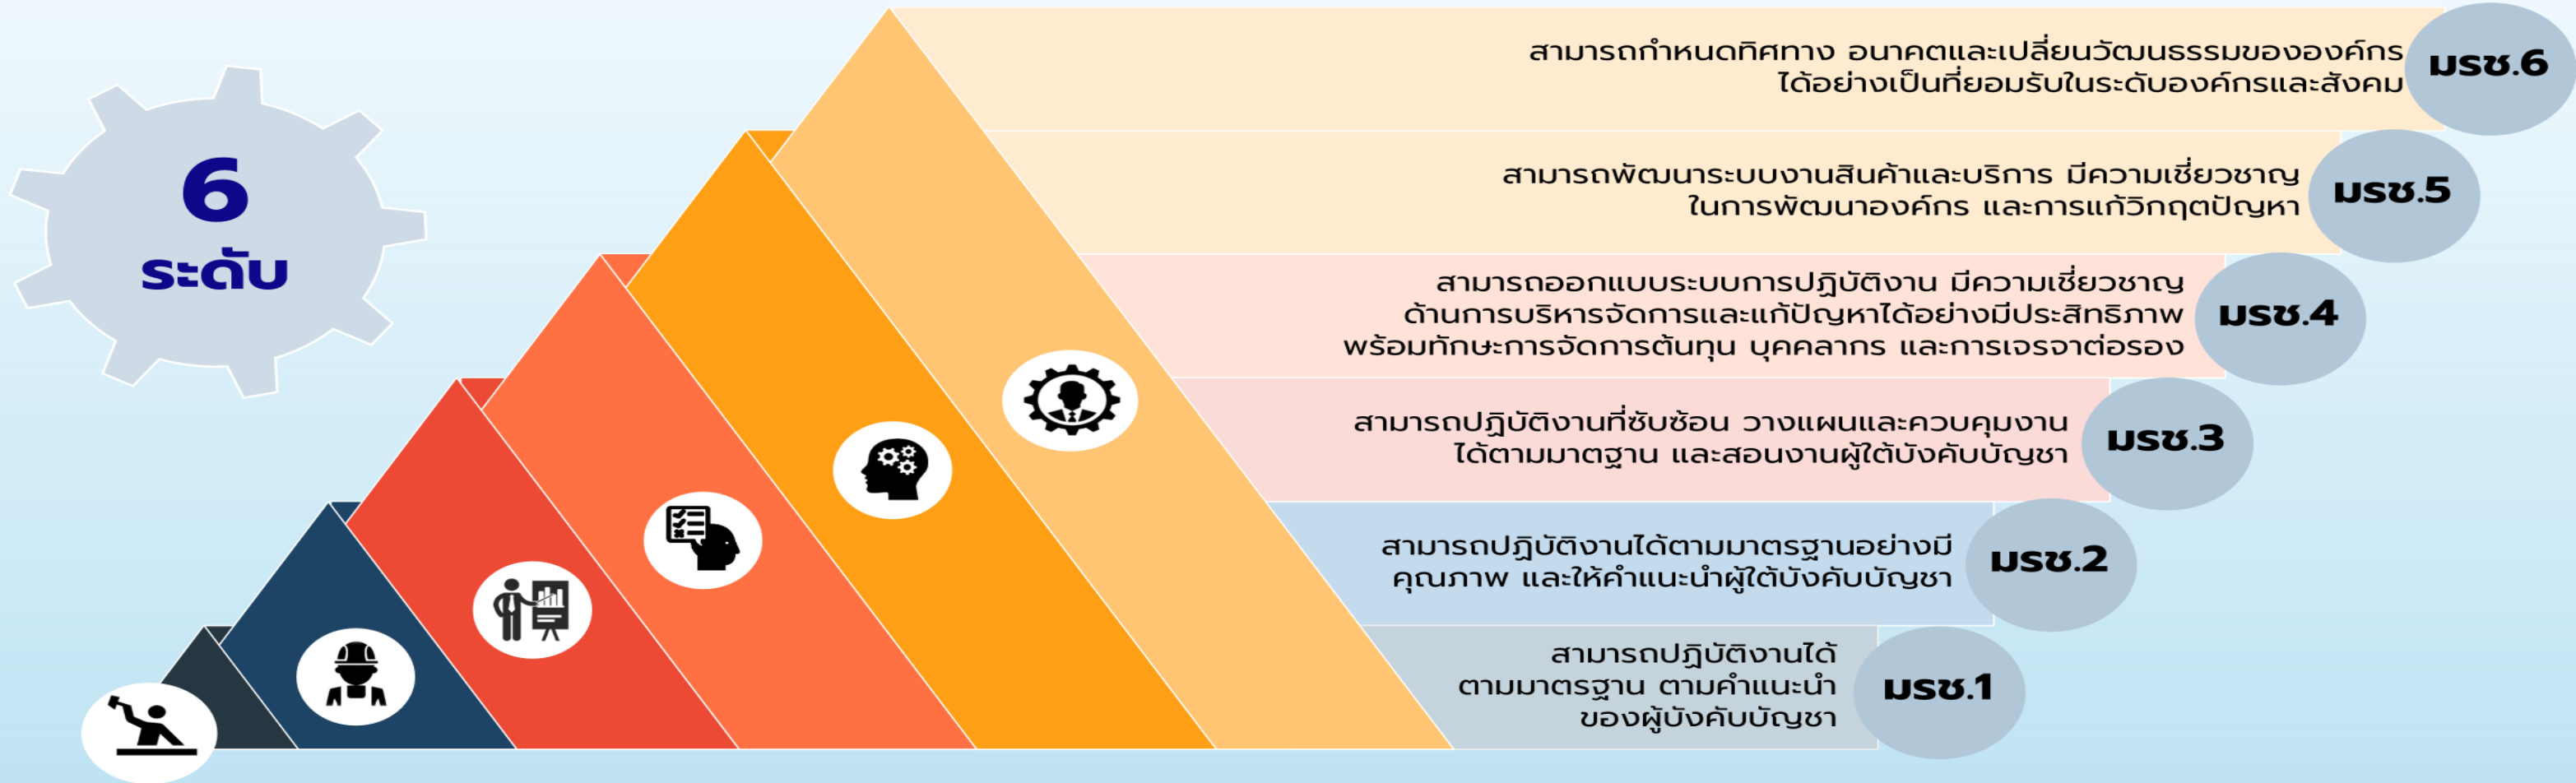 6
ระดับ
สามารถกำหนดทิศทาง อนาคตและเปลี่ยนวัฒนธรรมขององค์กร
ได้อย่างเป็นที่ยอมรับในระดับองค์กรและสังคม
มรช.6
สามารถพัฒนาระบบงานสินค้าและบริการ มีความเชี่ยวชาญ
ในการพัฒนาองค์กร และการแก้วิกฤตปัญหา
มรช.5
สามารถออกแบบระบบการปฏิบัติงาน มีความเชี่ยวชาญ
ด้านการบริหารจัดการและแก้ปัญหาได้อย่างมีประสิทธิภาพ
พร้อมทักษะการจัดการต้นทุน บุคคลากร และการเจรจาต่อรอง
มรช.4
สามารถปฏิบัติงานที่ซับซ้อน วางแผนและควบคุมงาน
ได้ตามมาตฐาน และสอนงานผู้ใต้บังคับบัญชา
มรช.3
สามารถปฏิบัติงานได้ตามมาตรฐานอย่างมี
คุณภาพ และให้คำแนะนำผู้ใต้บังคับบัญชา
มรช.2
สามารถปฏิบัติงานได้
ตามมาตรฐาน ตามคำแนะนำ
ของผู้บังคับบัญชา
มรช.1